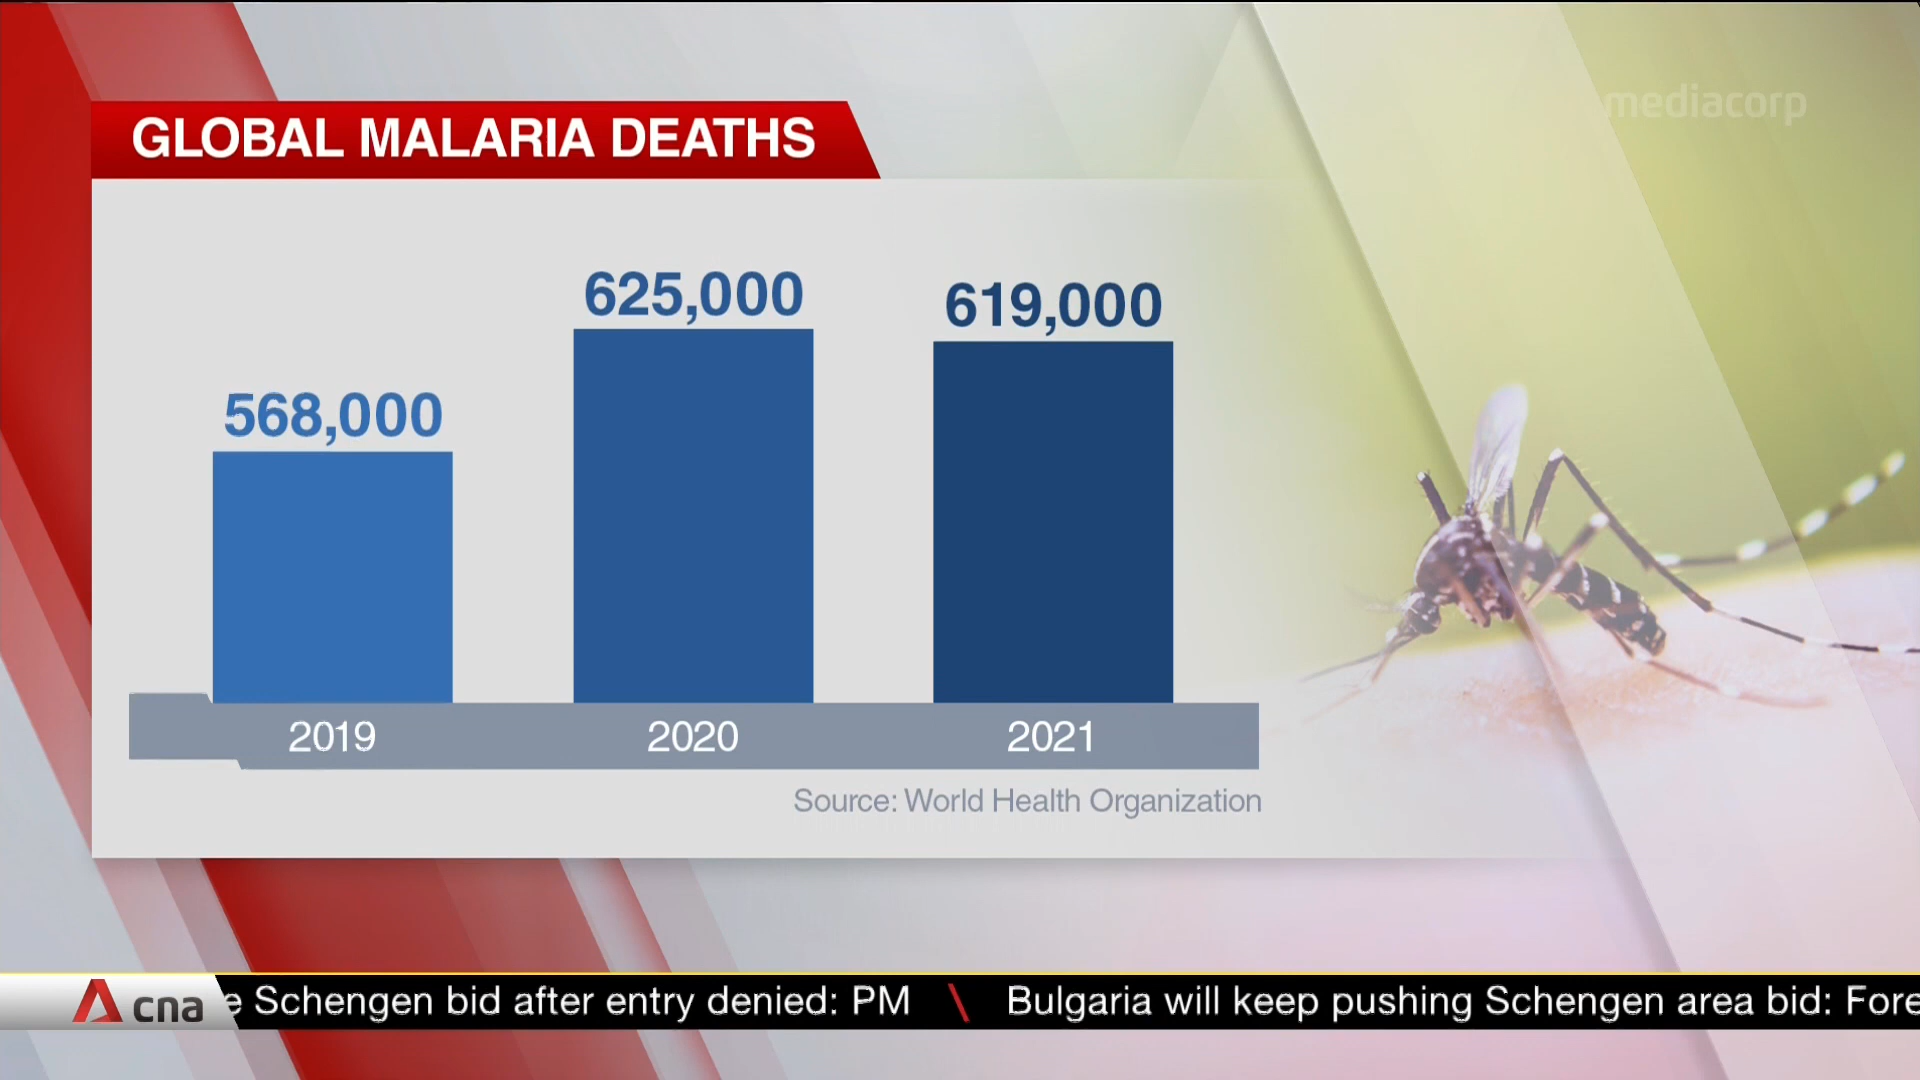 mediacorp
GLOBAL MALARIA DEATHS
568,000
625,000
619,000
2019
2020
2021
Source: World Health Organization
cna
e Schengen bid after entry denied: PM \ Bulgaria will keep pushing Schengen area bid: Fore